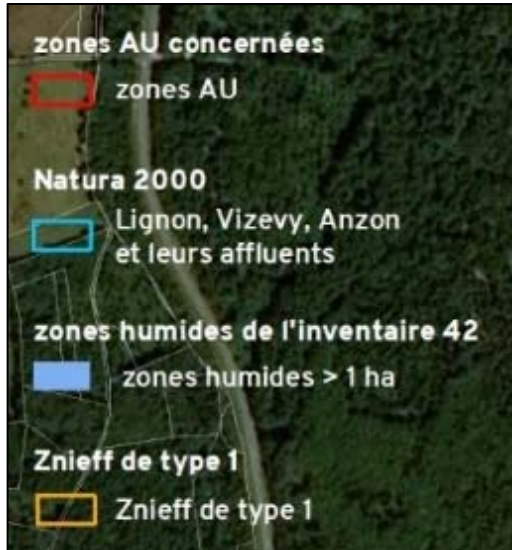 zones AU concernées
zones AU
Natura 2000
Lignon, Vizevy, Anzon
et leurs affluents
zones humides de l'inventaire 42
zones humides > 1 ha
Znieff de type 1
Znieff de type 1